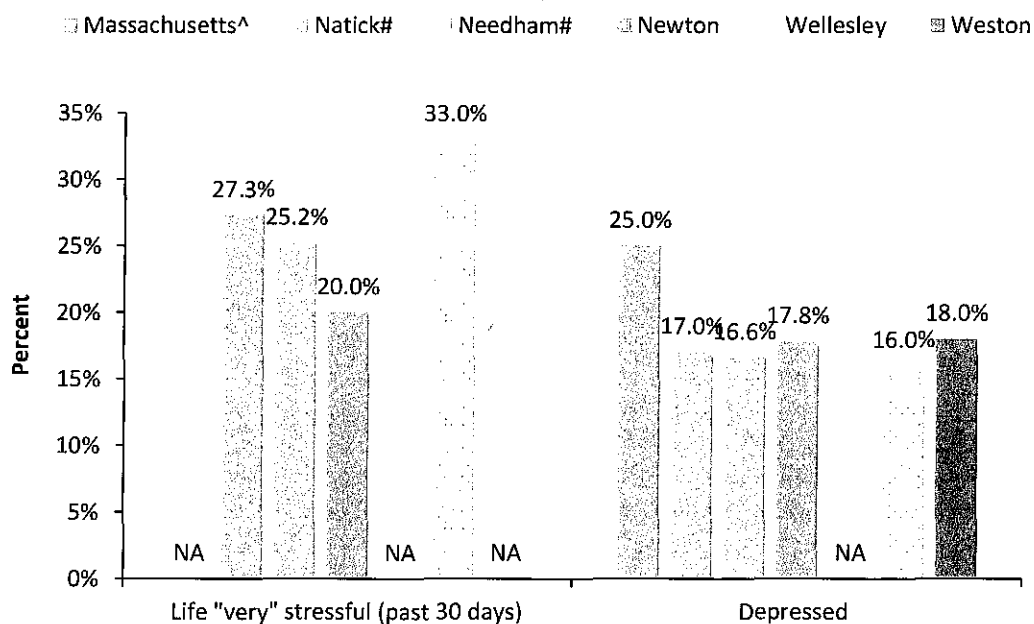 Massachusetts^ Natick# Needham# Newton Wellesley Weston
35%
30%
25%
20%
15%
10%
5%
0%
Percent
NA 27.3% 25.2% 20.0% NA 33.0% NA
25.0% 17.0% 16.6% 17.8% NA 16.0% 18.0%
Life "very" stressful (past 30 days) Depressed